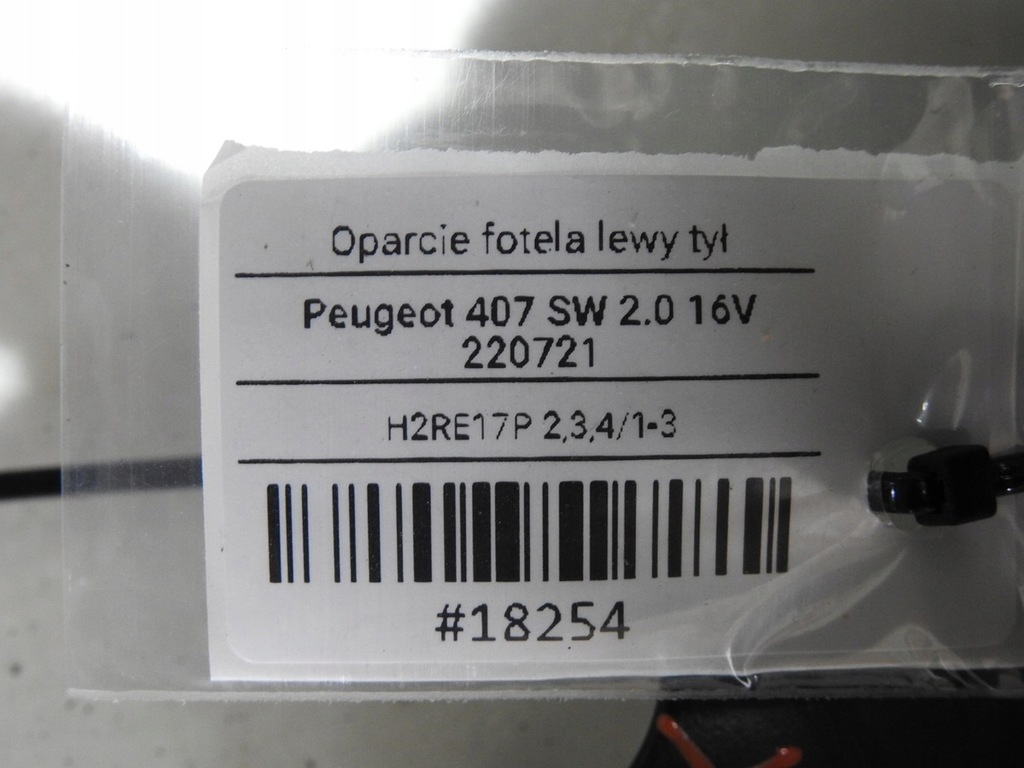 Oparcie fotela lewy tył
Peugeot 407 SW 2.0 16V
220721
H2RE17P 2,3,4/1-3
#18254